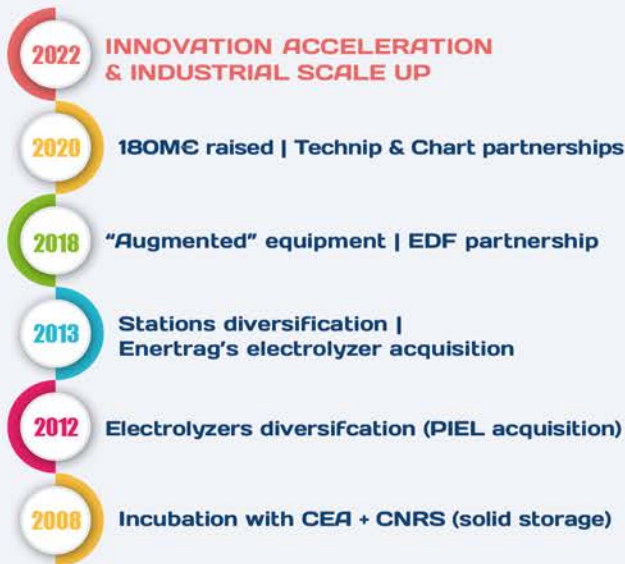 2022
INNOVATION ACCELERATION
& INDUSTRIAL SCALE UP
2020
180M€ raised | Technip & Chart partnerships
2018
“Augmented” equipment | EDF partnership
2013
Stations diversification |
Enertrag's electrolyzer acquisition
2012
Electrolyzers diversifcation (PIEL acquisition)
2008
Incubation with CEA + CNRS (solid storage)